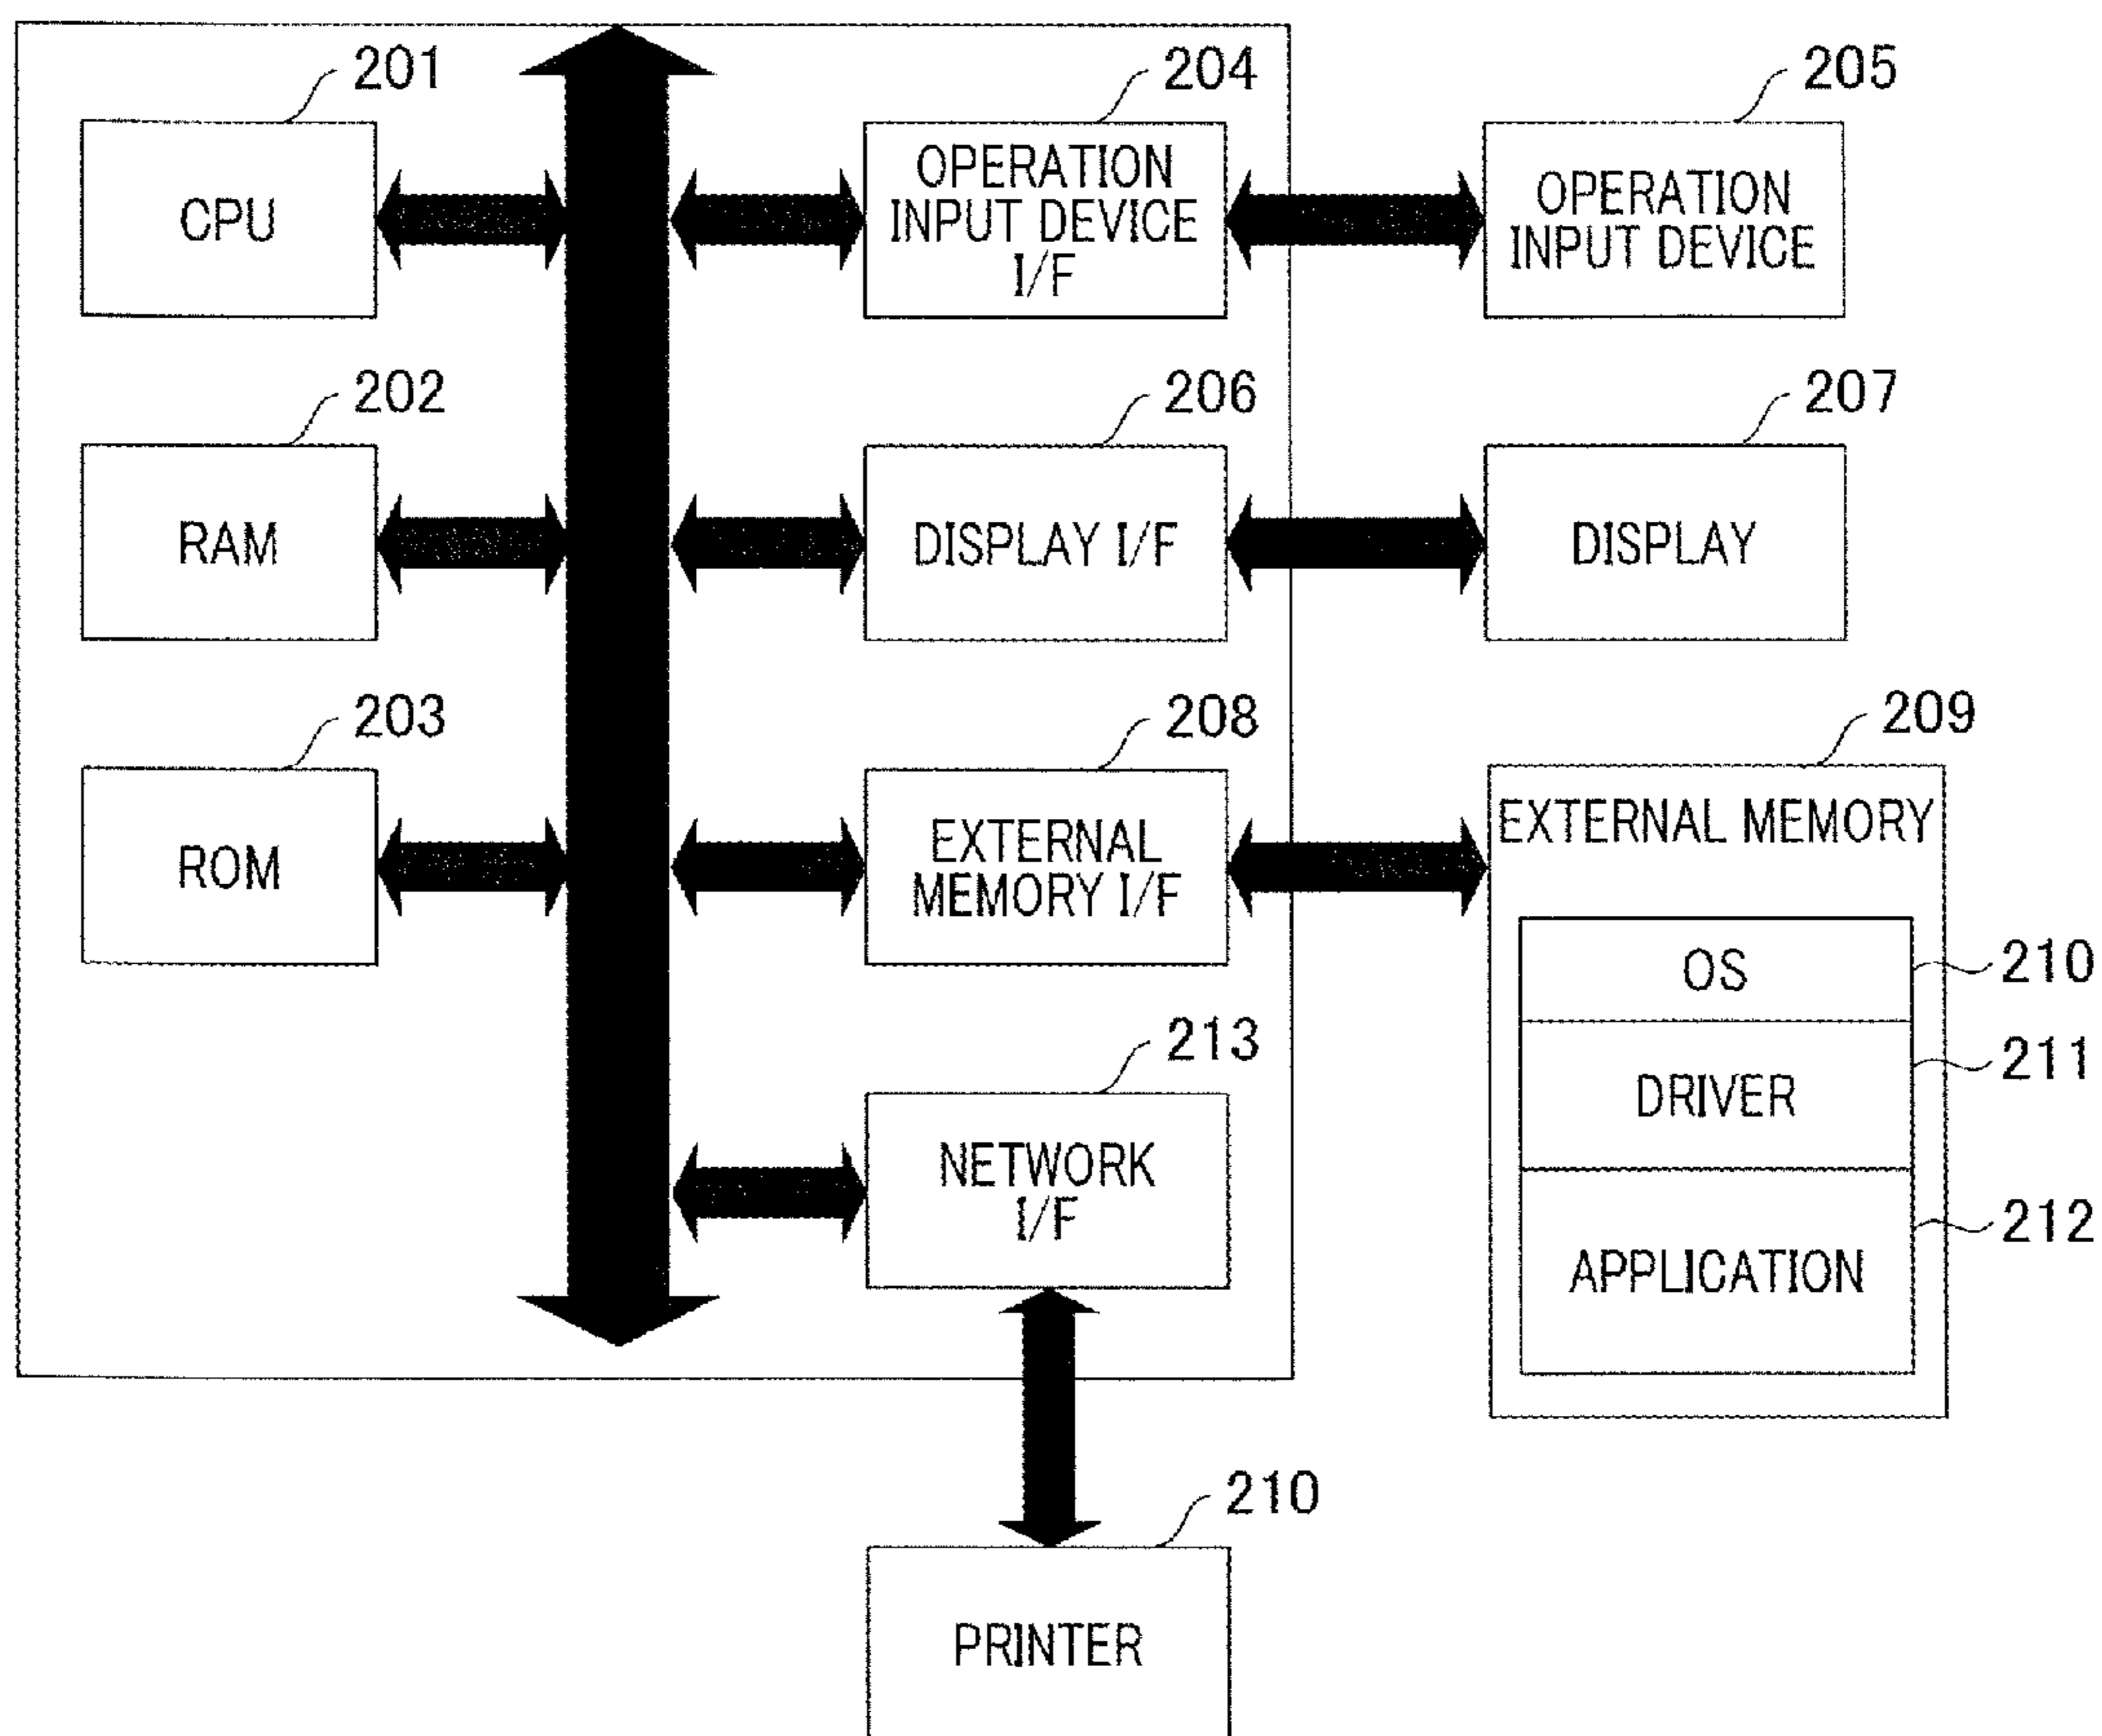 201
CPU
204
OPERATION
INPUT DEVICE
I/F
205
OPERATION
INPUT DEVICE
202
RAM
206
DISPLAY I/F
207
DISPLAY
203
ROM
208
EXTERNAL
MEMORY I/F
209
EXTERNAL MEMORY
OS
210
DRIVER
211
APPLICATION
212
213
NETWORK
I/F
210
PRINTER